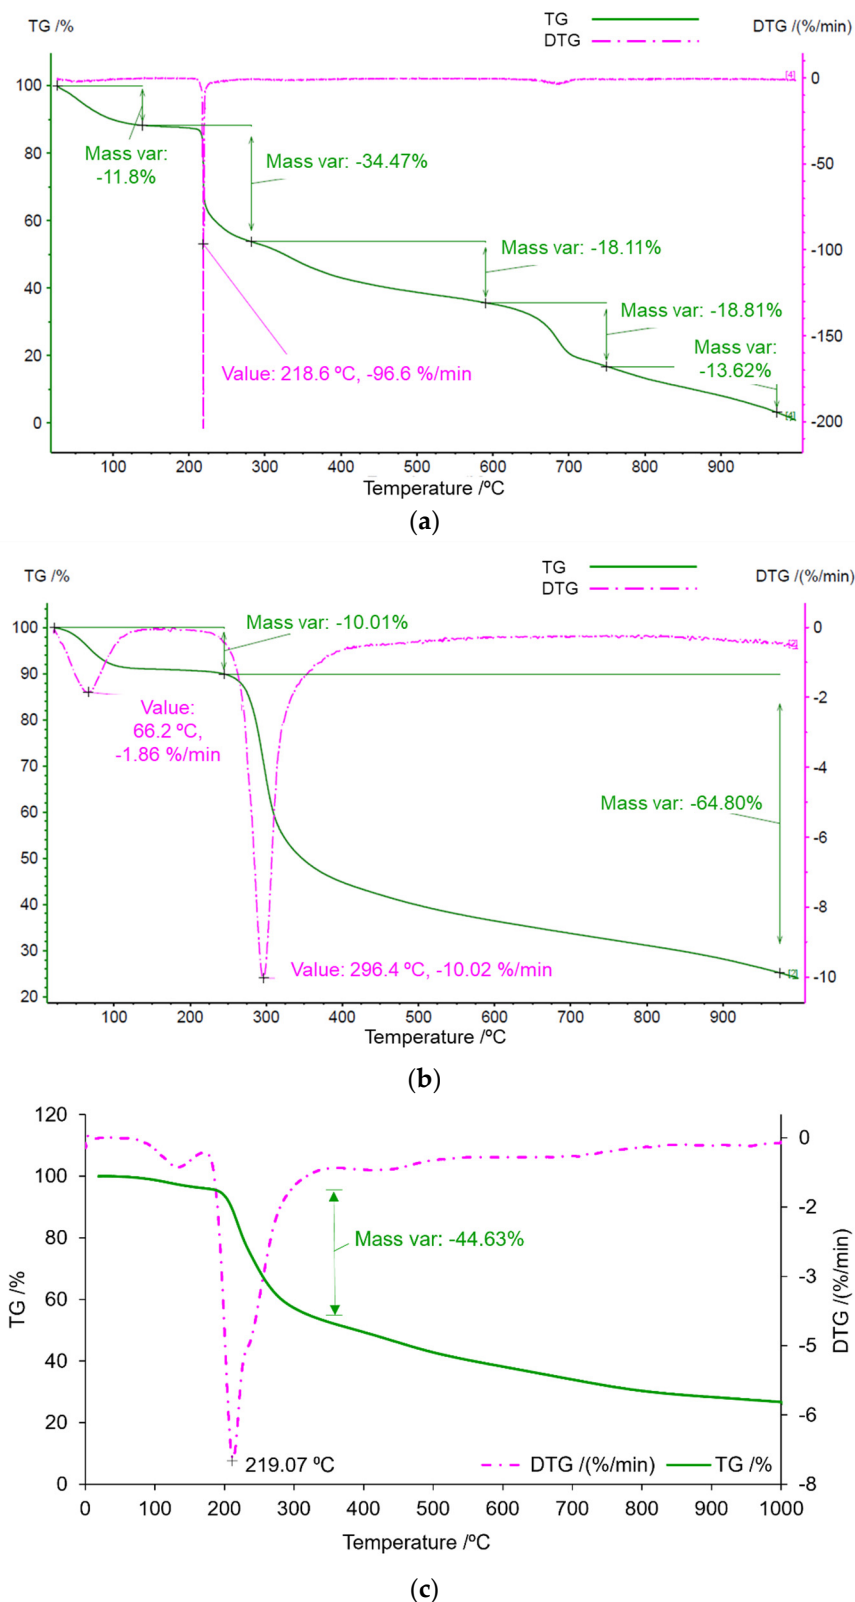 TG /%
TG
DTG
DTG /(%/min)
[4]
100
80
60
40
20
0
0
-50
-100
-150
-200
Mass var:
-11.8%
Mass var: -34.47%
Mass var: -18.11%
Mass var: -18.81%
Mass var:
-13.62%
Value: 218.6 ºC, -96.6 %/min
[4]
100 200 300 400 500 600 700 800 900
Temperature /ºC
(a)
TG /%
TG
DTG
DTG /(%/min)
100
90
80
70
60
50
40
30
20
0
-2
-4
-6
-8
-10
Mass var: -10.01%
[2]
Value:
66.2 ºC,
-1.86 %/min
Mass var: -64.80%
Value: 296.4 ºC, -10.02 %/min
[2]
100 200 300 400 500 600 700 800 900
Temperature /ºC
(b)
120
100
80
60
40
20
0
TG /%
0
-2
-3
-5
-6
-8
DTG /(%/min)
Mass var: -44.63%
219.07 ºC
DTG /(%/min) TG /%
0 100 200 300 400 500 600 700 800 900 1000
Temperature /ºC
(c)